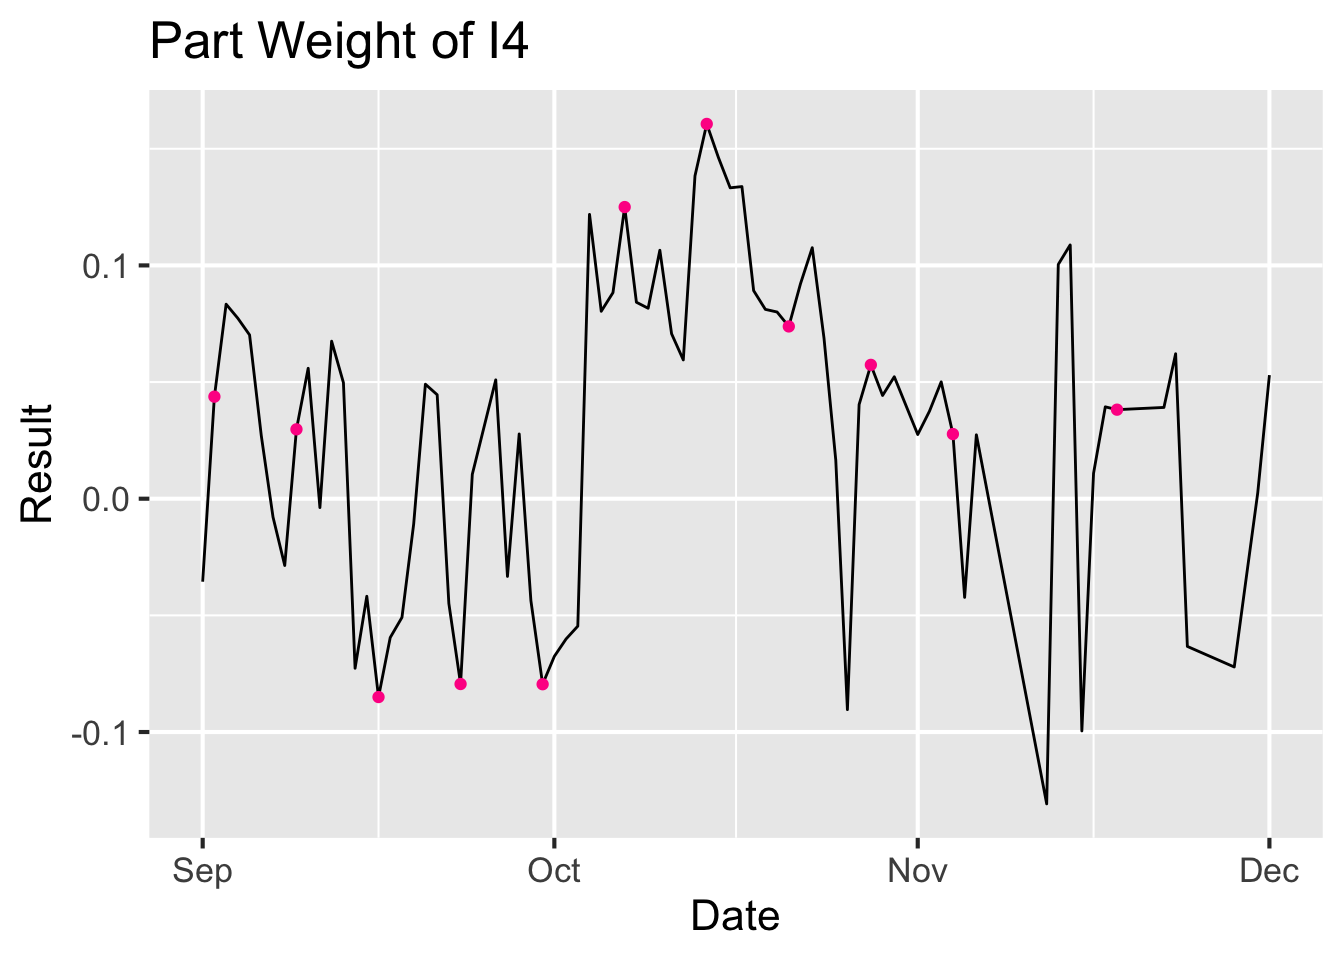 Part Weight of I4
Result
0.1
0.0
-0.1
Sep Oct Nov Dec
Date